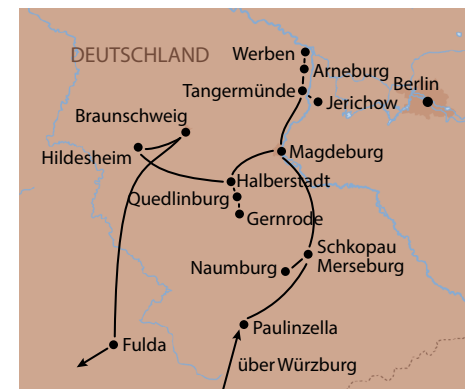 DEUTSCHLAND
Werben
Arneburg
Berlin
Tangermünde
Jerichow
Braunschweig
Hildesheim
Magdeburg
Halberstadt
Quedlinburg
Gernrode
Schkopau
Merseburg
Naumburg
Paulinzella
Fulda
über Würzburg